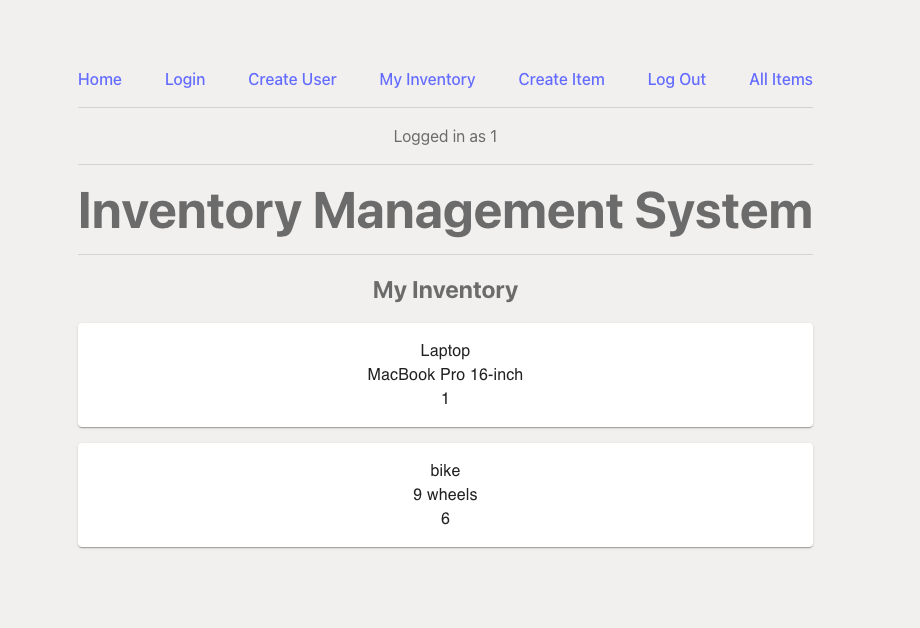 Home Login Create User My Inventory Create Item Log Out All Items
Logged in as 1
Inventory Management System
My Inventory
Laptop
MacBook Pro 16-inch
1
bike
9 wheels
6